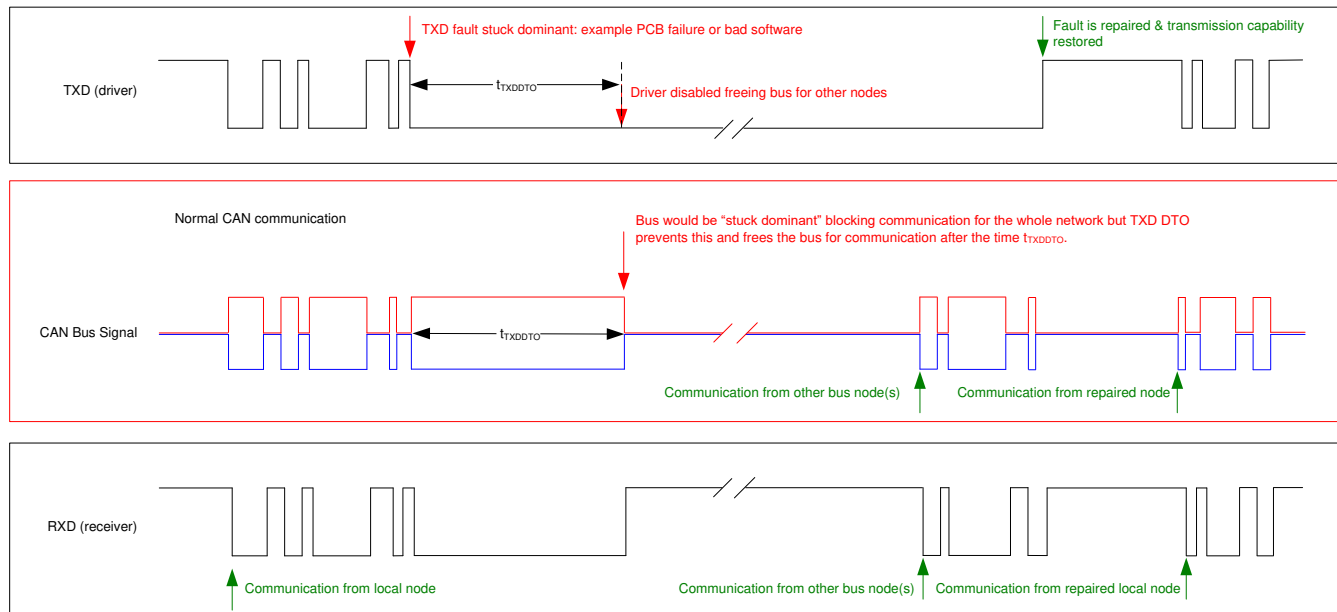 TXD fault stuck dominant: example PCB failure or bad software
Fault is repaired & transmission capability
restored
TXD (driver)
tTXDDTO
Driver disabled freeing bus for other nodes
Normal CAN communication
Bus would be “stuck dominant” blocking communication for the whole network but TXD DTO
prevents this and frees the bus for communication after the time tTXDDTO.
CAN Bus Signal
tTXDDTO
Communication from other bus node(s)
Communication from repaired node
RXD (receiver)
Communication from local node
Communication from other bus node(s)
Communication from repaired local node